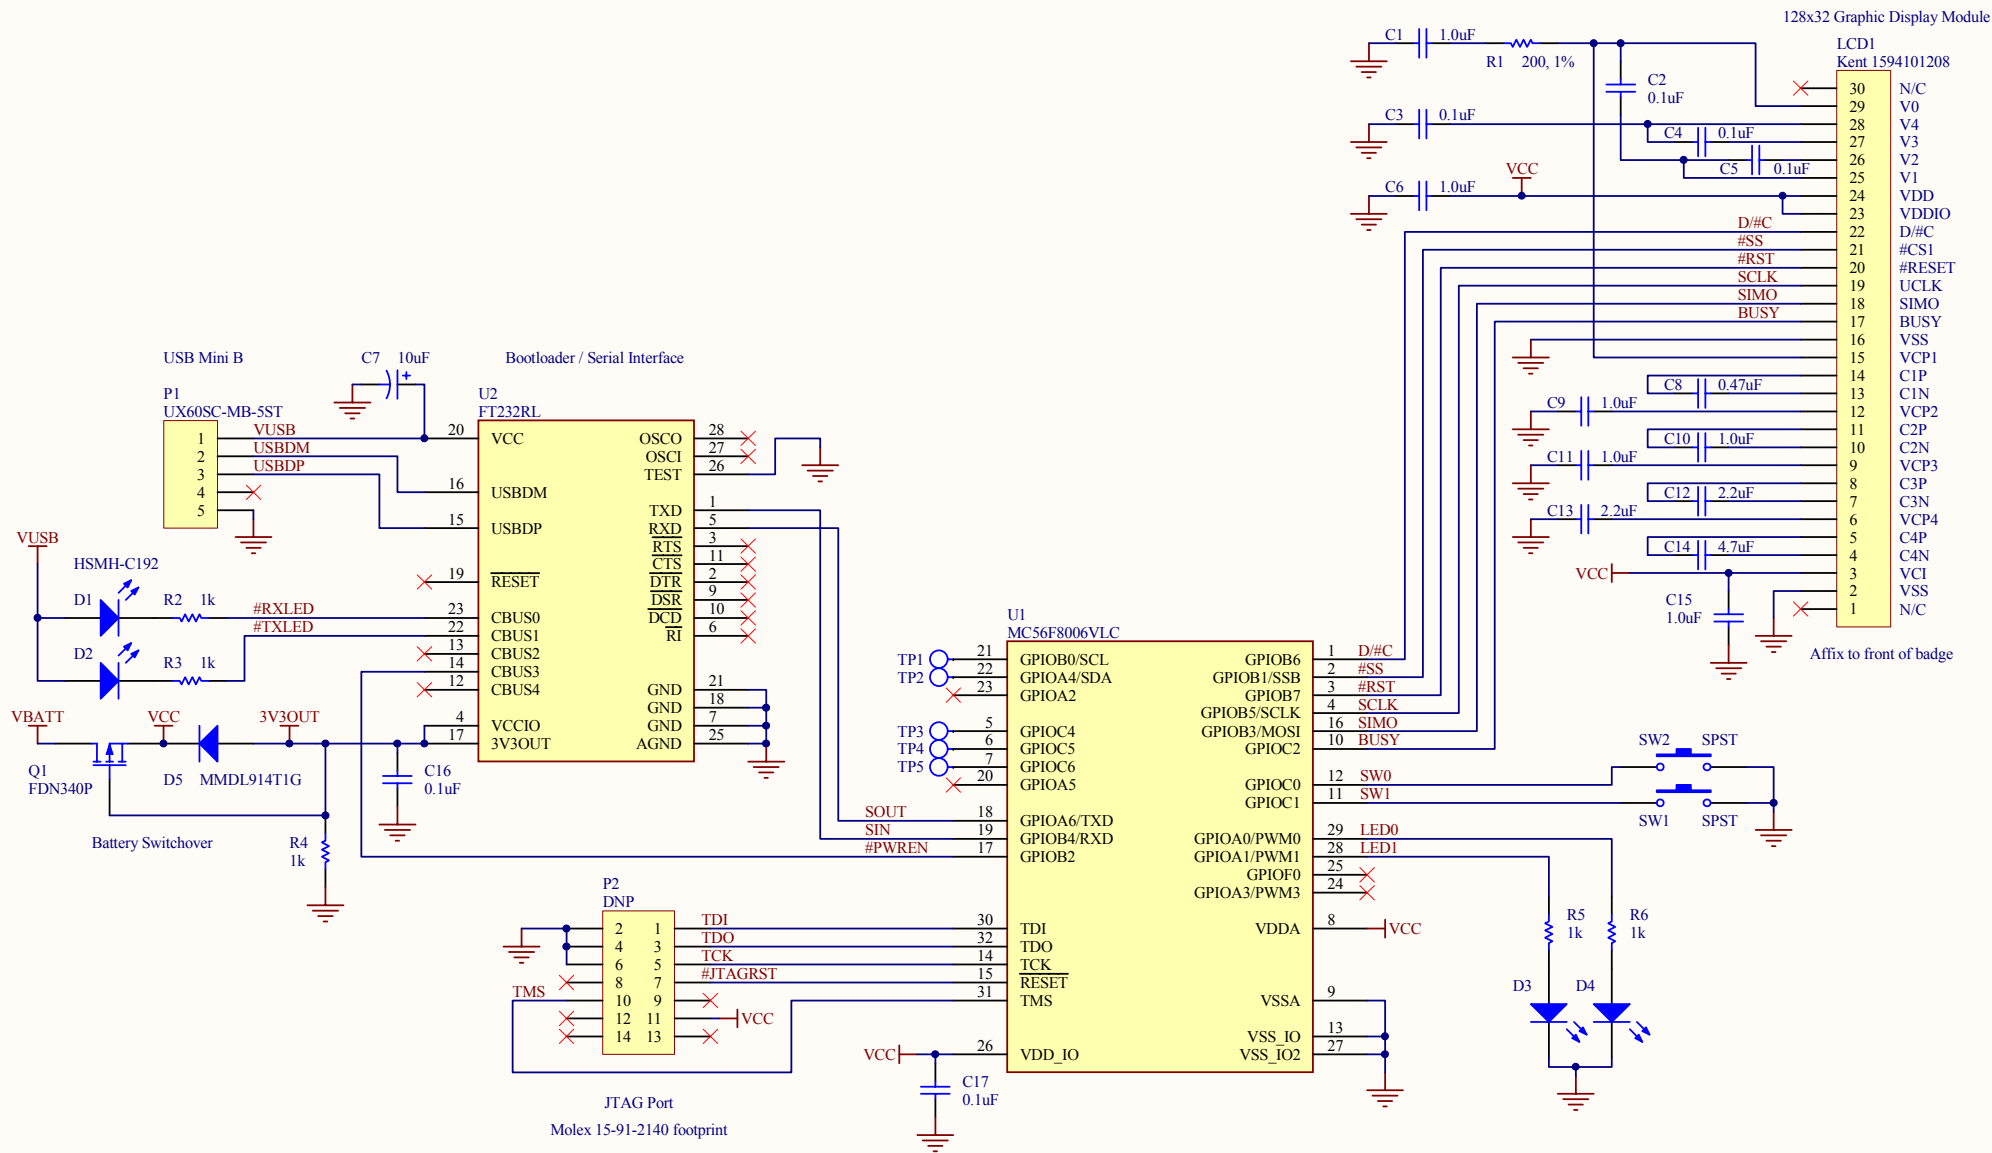 128x32 Graphic Display Module
LCD1
Kent 1594101208
C1 1.0uF
R1 200, 1%
C2
0.1uF
C3 0.1uF
C4 0.1uF
C5 0.1uF
VCC
C6 1.0uF
30 N/C
29 V0
28 V4
27 V3
26 V2
25 V1
24 VDD
23 VDDIO
D/#C 22 D/#C
#SS 21 #CS1
#RST 20 #RESET
SCLK 19 UCLK
SIMO 18 SIMO
BUSY 17 BUSY
16 VSS
15 VCP1
14 C1P
C8 0.47uF
13 C1N
C9 1.0uF
12 VCP2
11 C2P
C10 1.0uF
10 C2N
C11 1.0uF
9 VCP3
8 C3P
C12 2.2uF
7 C3N
C13 2.2uF
6 VCP4
5 C4P
C14 4.7uF
4 C4N
VCC 3 VCI
2 VSS
1 N/C
C15
1.0uF
Affix to front of badge
USB Mini B
P1
UX60SC-MB-5ST
1 VUSB
2 USBDM
3 USBDP
4
5
C7 10uF
Bootloader / Serial Interface
U2
FT232RL
20 VCC
16 USBDM
15 USBDP
19 RESET
23 CBUS0
22 CBUS1
13 CBUS2
14 CBUS3
12 CBUS4
4 VCCIO
17 3V3OUT
OSCO 28
OSCI 27
TEST 26
TXD 1
RXD 5
RTS 3
CTS 11
DTR 2
DSR 9
DCD 10
RI 6
GND 21
GND 18
GND 7
AGND 25
VUSB
HSMH-C192
D1 R2 1k #RXLED
#TXLED
D2 R3 1k
VBATT VCC 3V3OUT
Q1
FDN340P
D5 MMDL914T1G
C16
0.1uF
Battery Switchover
R4
1k
U1
MC56F8006VLC
TP1 21 GPIOB0/SCL
TP2 22 GPIOA4/SDA
23 GPIOA2
TP3 5 GPIOC4
TP4 6 GPIOC5
TP5 7 GPIOC6
20 GPIOA5
SOUT 18 GPIOA6/TXD
SIN 19 GPIOB4/RXD
#PWREN 17 GPIOB2
30 TDI
32 TDO
14 TCK
15 RESET
31 TMS
VCC 26 VDD_IO
C17
0.1uF
GPIOB6 1 D/#C
GPIOB1/SSB 2 #SS
GPIOB7 3 #RST
GPIOB5/SCLK 4 SCLK
GPIOB3/MOSI 16 SIMO
GPIOC2 10 BUSY
GPIOC0 12 SW0
GPIOC1 11 SW1
GPIOA0/PWM0 29 LED0
GPIOA1/PWM1 28 LED1
GPIOF0 25
GPIOA3/PWM3 24
VDDA 8 VCC
VSSA 9
VSS_IO 13
VSS_IO2 27
SW2 SPST
SW1 SPST
R5
1k
R6
1k
D3 D4
P2
DNP
2 1 TDI
4 3 TDO
6 5 TCK
8 7 #JTAGRST
TMS 10 9
12 11 VCC
14 13
JTAG Port
Molex 15-91-2140 footprint